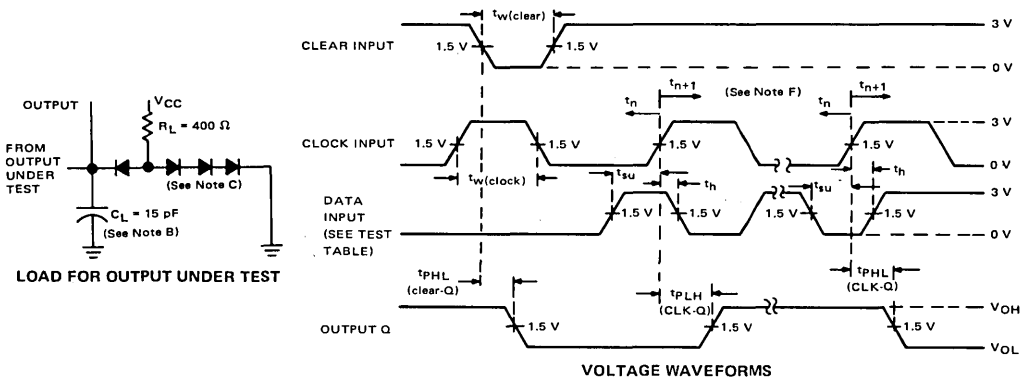 OUTPUT
VCC
RL = 400 Ω
FROM
OUTPUT
UNDER
TEST
(See Note C)
CL = 15 pF
(See Note B)
LOAD FOR OUTPUT UNDER TEST
CLEAR INPUT
tw(clear)
1.5 V
1.5 V
3 V
0 V
tn
tn+1
(See Note F)
tn
tn+1
CLOCK INPUT
1.5 V
1.5 V
1.5 V
1.5 V
3 V
0 V
tw(clock)
tsu
th
tsu
th
DATA
INPUT
(SEE TEST
TABLE)
1.5 V
1.5 V
1.5 V
1.5 V
3 V
0 V
tPHL
(clear-Q)
tPLH
(CLK-Q)
tPHL
(CLK-Q)
OUTPUT Q
1.5 V
1.5 V
1.5 V
VOH
VOL
VOLTAGE WAVEFORMS